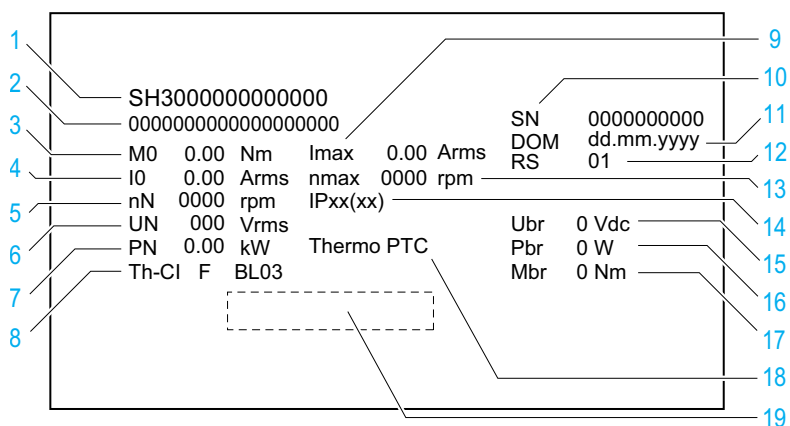 1
2
3
4
5
6
7
8
SH3000000000000
0000000000000000000
M0 0.00 Nm Imax 0.00 Arms
I0 0.00 Arms nmax 0000 rpm
nN 0000 rpm IPxx(xx)
UN 000 Vrms
PN 0.00 kW Thermo PTC
Th-CI F BL03
SN 0000000000
DOM dd.mm.yyyy
RS 01
Ubr 0 Vdc
Pbr 0 W
Mbr 0 Nm
9
10
11
12
13
14
15
16
17
18
19